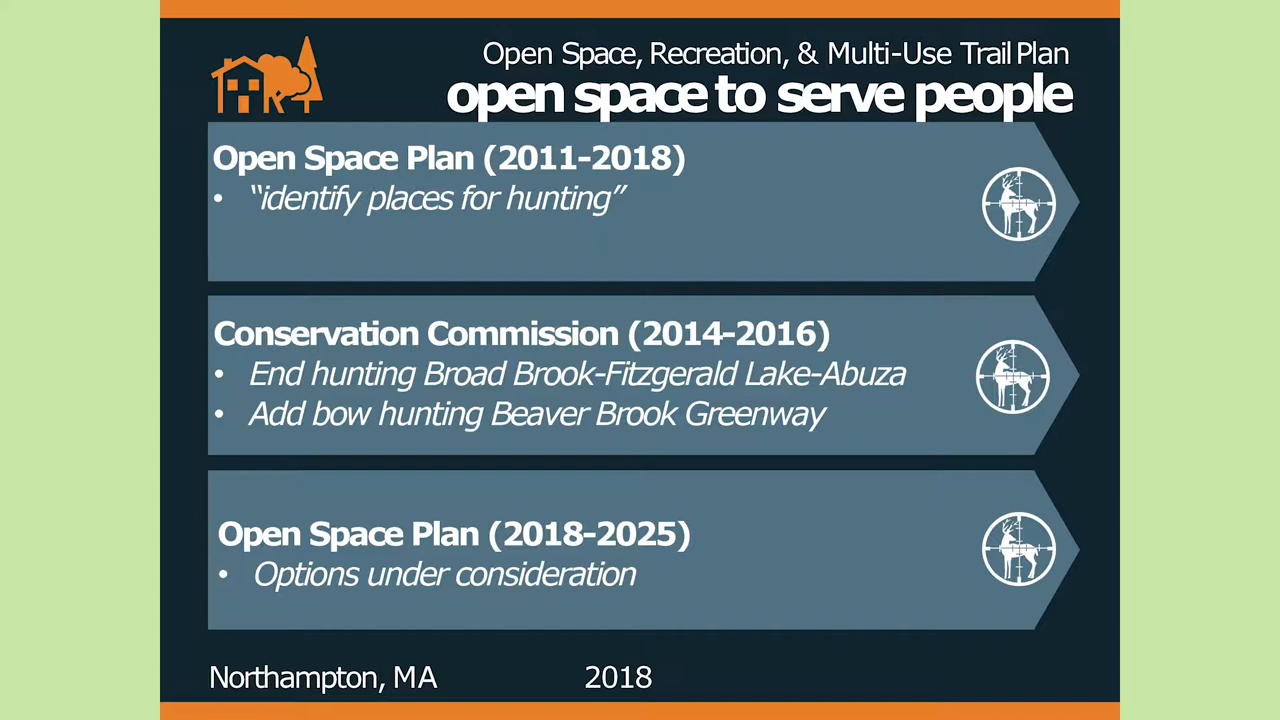 Open Space, Recreation, & Multi-Use Trail Plan
open space to serve people
Open Space Plan (2011-2018)
• “identify places for hunting”
Conservation Commission (2014-2016)
• End hunting Broad Brook-Fitzgerald Lake-Abuza
• Add bow hunting Beaver Brook Greenway
Open Space Plan (2018-2025)
• Options under consideration
Northampton, MA 2018